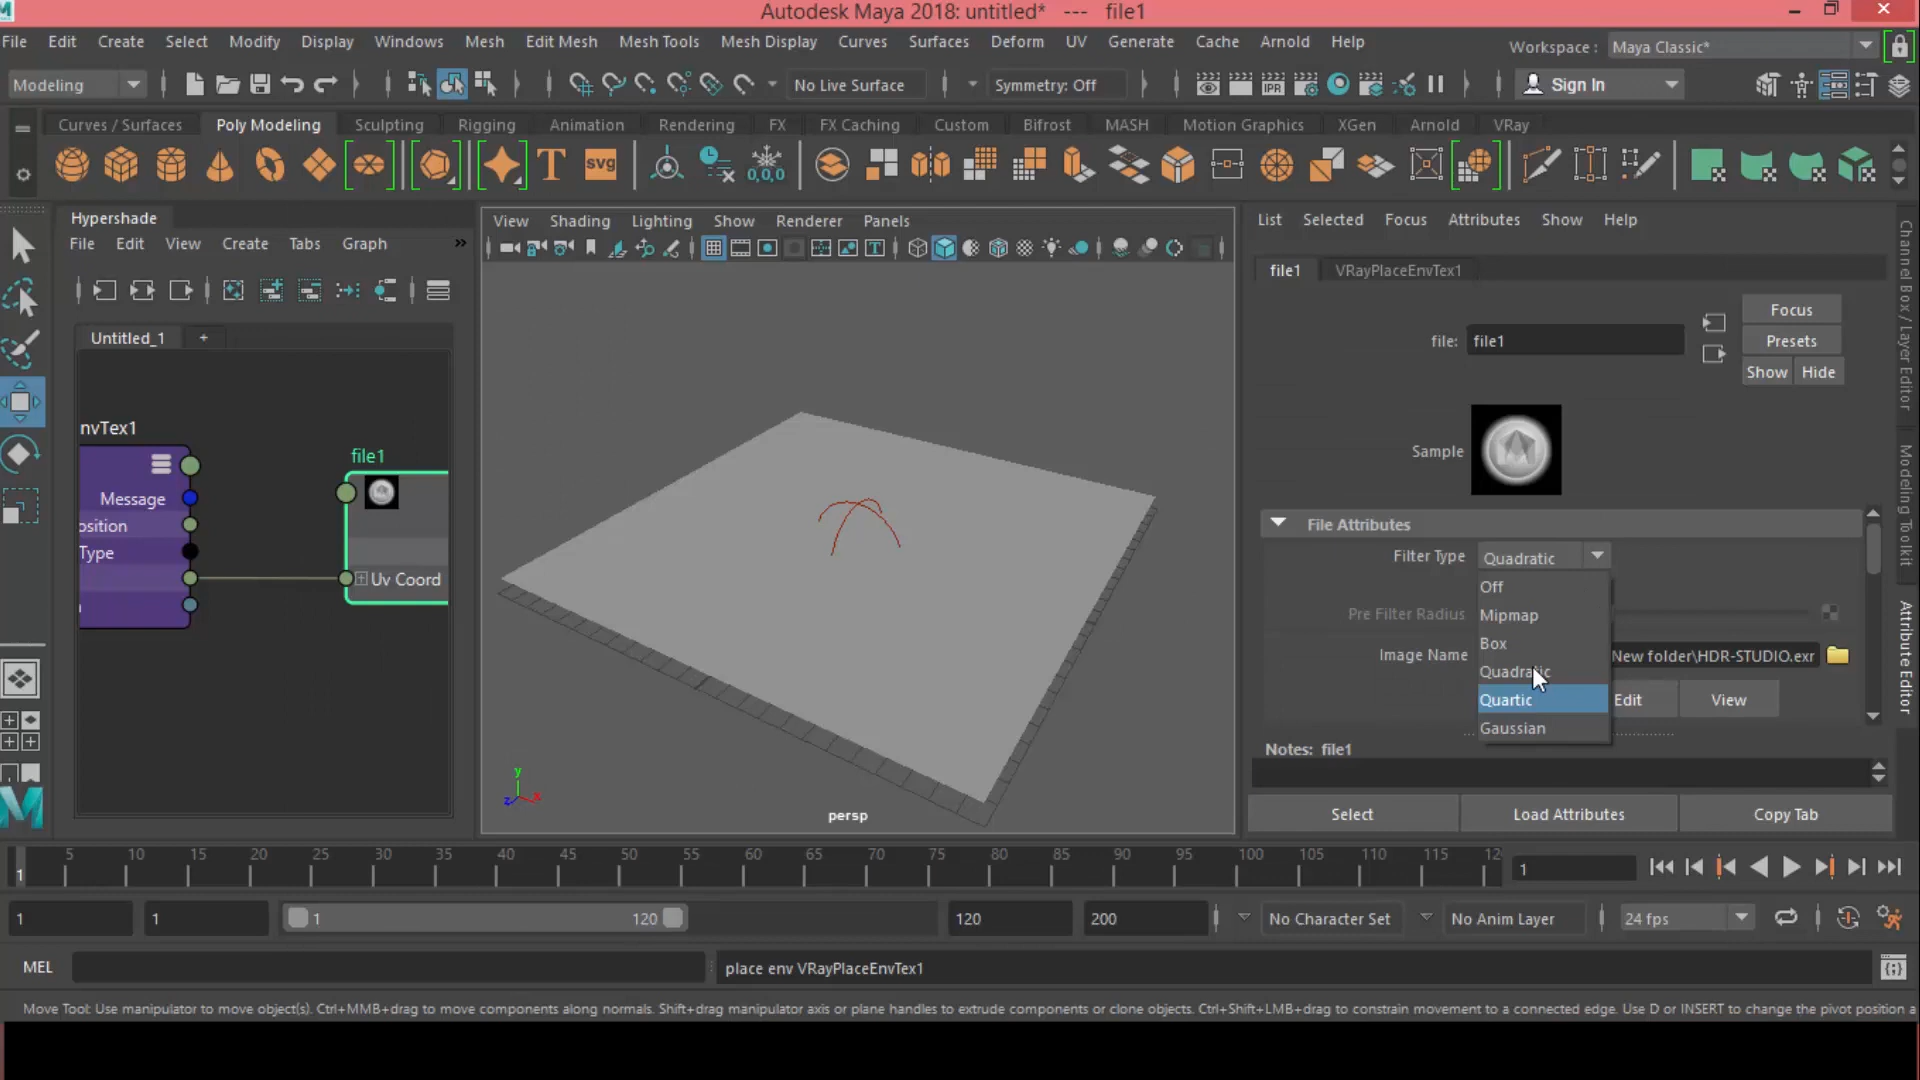 Autodesk Maya 2018: untitled*   ---   file1
File Edit Create Select Modify Display Windows Mesh Edit Mesh Mesh Tools Mesh Display Curves Surfaces Deform UV Generate Cache Arnold Help
Workspace : Maya Classic*
Modeling No Live Surface Symmetry: Off IPR Sign In
Curves / Surfaces Poly Modeling Sculpting Rigging Animation Rendering FX FX Caching Custom Bifrost MASH Motion Graphics XGen Arnold VRay
T svg 0,0,0
Hypershade
File Edit View Create Tabs Graph »
Untitled_1 +
nvTex1
Message
osition
Type
file1
Uv Coord
View Shading Lighting Show Renderer Panels
y
z x
persp
List Selected Focus Attributes Show Help
file1 VRayPlaceEnvTex1
file: file1
Focus
Presets
Show Hide
Sample
File Attributes
Filter Type Quadratic
Off
Mipmap
Box
Quadratic
Quartic
Gaussian
Pre Filter Radius
Image Name New folder\HDR-STUDIO.exr
Edit View
Notes: file1
Select Load Attributes Copy Tab
Channel Box / Layer Editor
Modeling Toolkit
Attribute Editor
1 5 10 15 20 25 30 35 40 45 50 55 60 65 70 75 80 85 90 95 100 105 110 115 12
1
1 1 1 120 120 200 No Character Set No Anim Layer 24 fps
MEL place env VRayPlaceEnvTex1
Move Tool: Use manipulator to move object(s). Ctrl+MMB+drag to move components along normals. Shift+drag manipulator axis or plane handles to extrude components or clone objects. Ctrl+Shift+LMB+drag to constrain movement to a connected edge. Use D or INSERT to change the pivot position a